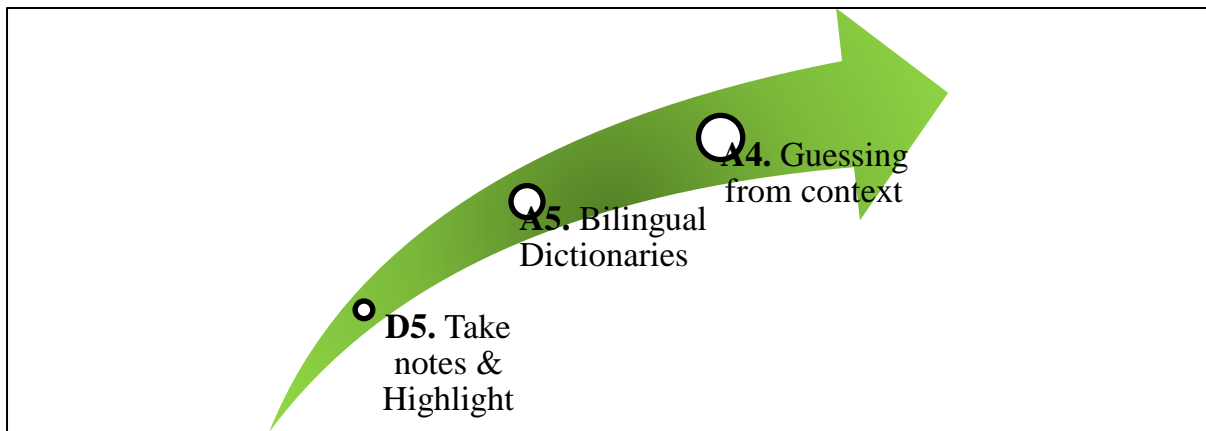 A4. Guessing
from context
A5. Bilingual
Dictionaries
D5. Take
notes &
Highlight